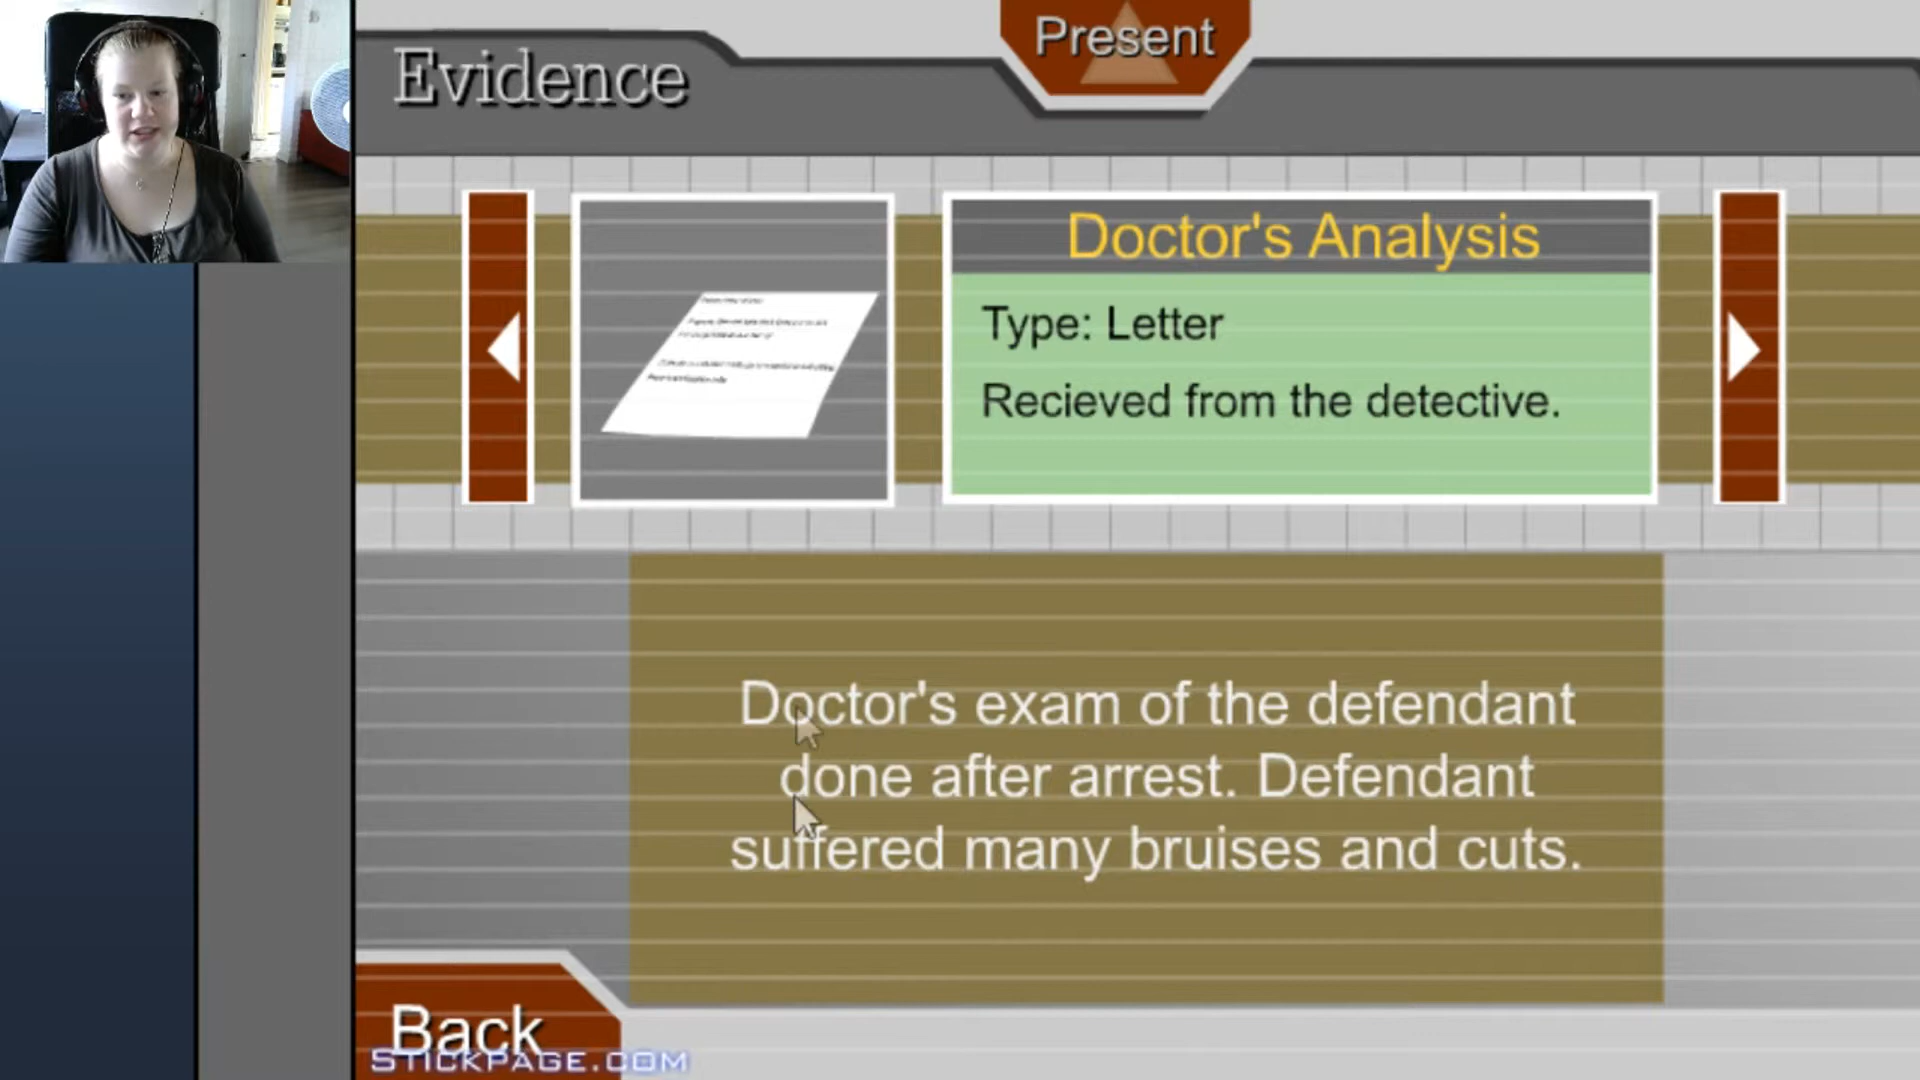 Present
Evidence
Doctor's Analysis
Type: Letter
Recieved from the detective.
Doctor's exam of the defendant
done after arrest. Defendant
suffered many bruises and cuts.
Back
STICKPAGE.COM